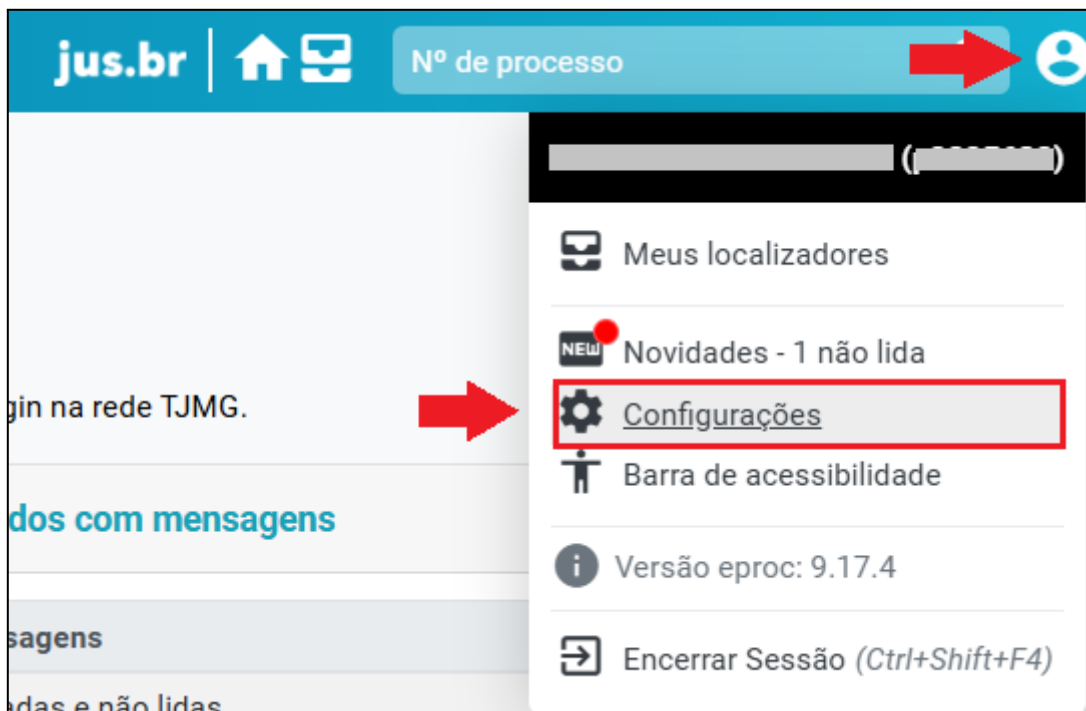 jus.br
Nº de processo
Meus localizadores
NEW Novidades - 1 não lida
gin na rede TJMG.
Configurações
Barra de acessibilidade
dos com mensagens
Versão eproc: 9.17.4
sagens
Encerrar Sessão (Ctrl+Shift+F4)
adas e não lidas